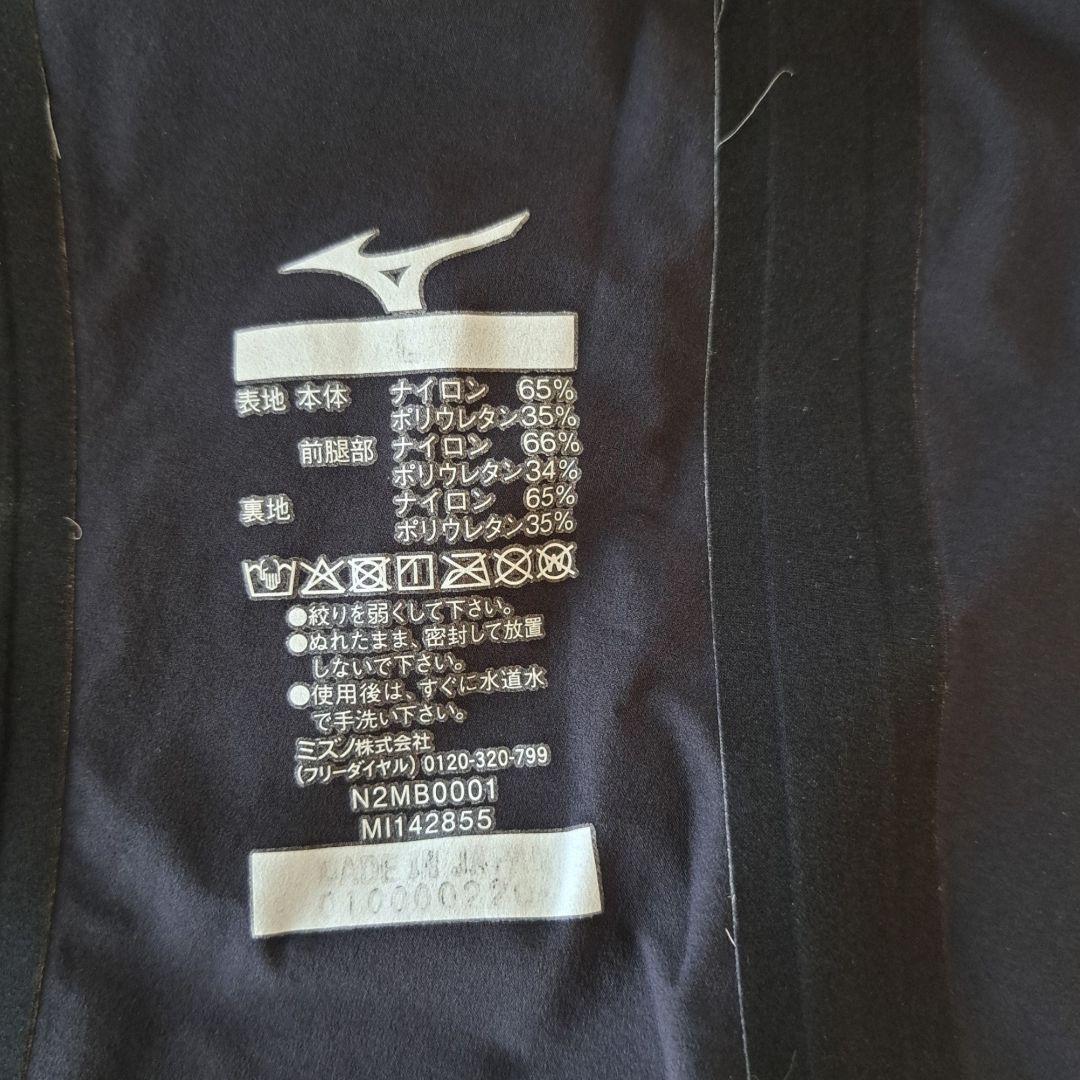 表地 本体 ナイロン 65%
ポリウレタン35%
前腿部 ナイロン 66%
ポリウレタン34%
裏地 ナイロン 65%
ポリウレタン35%
●絞りを弱くして下さい。
●ぬれたまま、密封して放置
しないで下さい。
●使用後は、すぐに水道水
で手洗い下さい。
ミズノ株式会社
(フリーダイヤル) 0120-320-799
N2MB0001
MI142855
MADE IN JAPAN